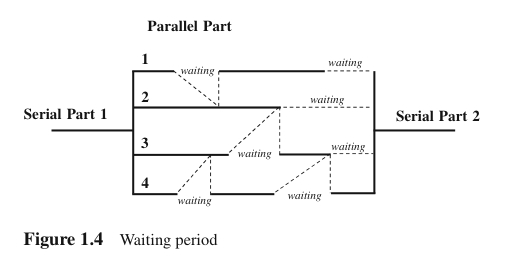 Parallel Part
1
waiting
waiting
2
waiting
Serial Part 1
Serial Part 2
3
waiting
waiting
4
waiting
waiting
Figure 1.4 Waiting period